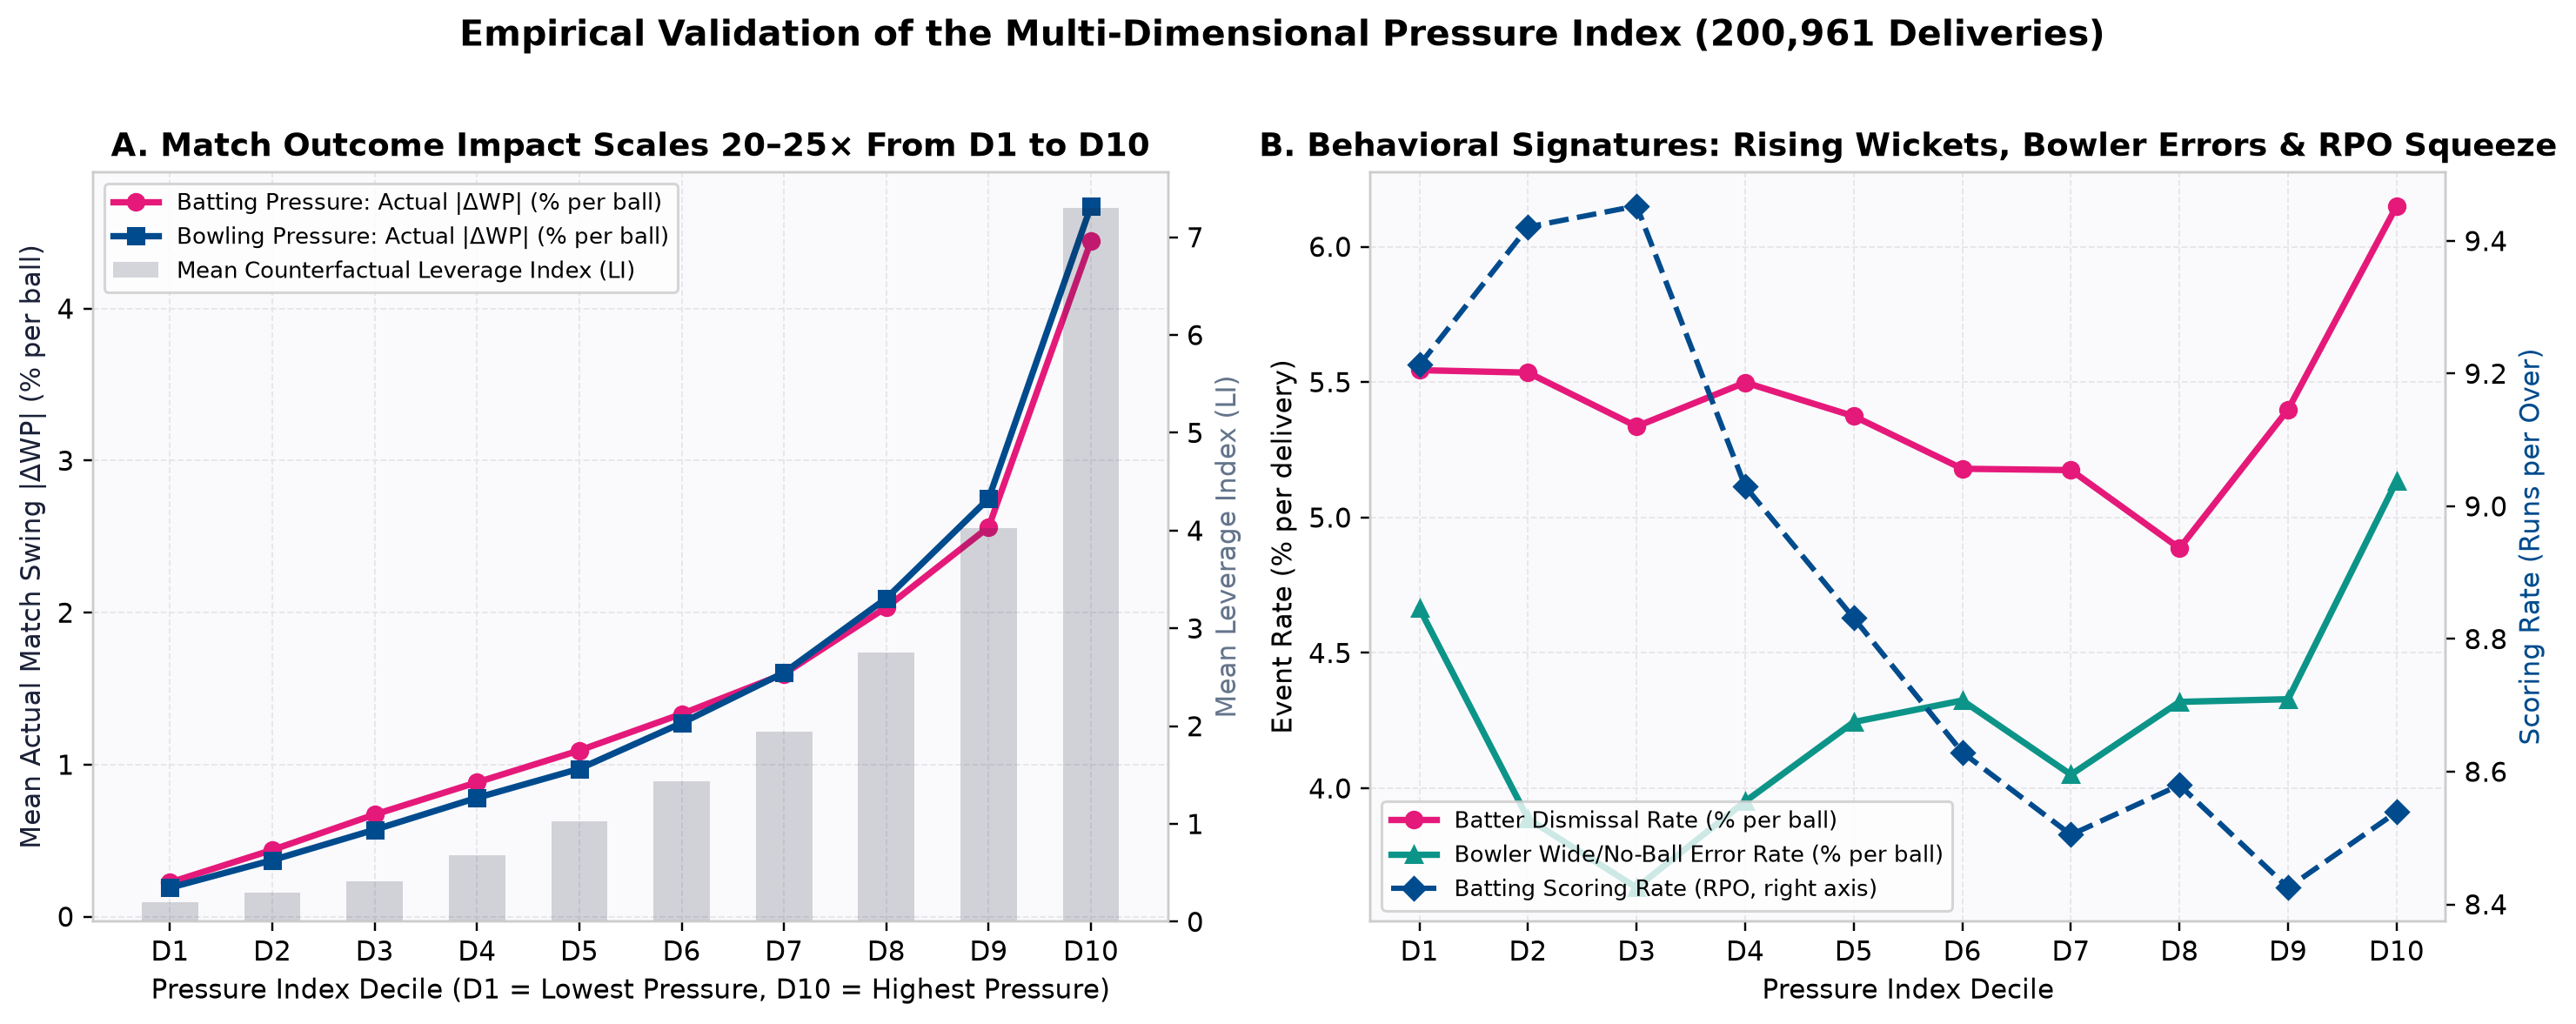 Empirical Validation of the Multi-Dimensional Pressure Index (200,961 Deliveries)
A. Match Outcome Impact Scales 20–25× From D1 to D10
Batting Pressure: Actual |ΔWP| (% per ball)
Bowling Pressure: Actual |ΔWP| (% per ball)
Mean Counterfactual Leverage Index (LI)
Mean Actual Match Swing |ΔWP| (% per ball)
4
3
2
1
0
7
6
5
4
3
2
1
0
Mean Leverage Index (LI)
D1 D2 D3 D4 D5 D6 D7 D8 D9 D10
Pressure Index Decile (D1 = Lowest Pressure, D10 = Highest Pressure)
B. Behavioral Signatures: Rising Wickets, Bowler Errors & RPO Squeeze
Event Rate (% per delivery)
6.0
5.5
5.0
4.5
4.0
Batter Dismissal Rate (% per ball)
Bowler Wide/No-Ball Error Rate (% per ball)
Batting Scoring Rate (RPO, right axis)
9.4
9.2
9.0
8.8
8.6
8.4
Scoring Rate (Runs per Over)
D1 D2 D3 D4 D5 D6 D7 D8 D9 D10
Pressure Index Decile